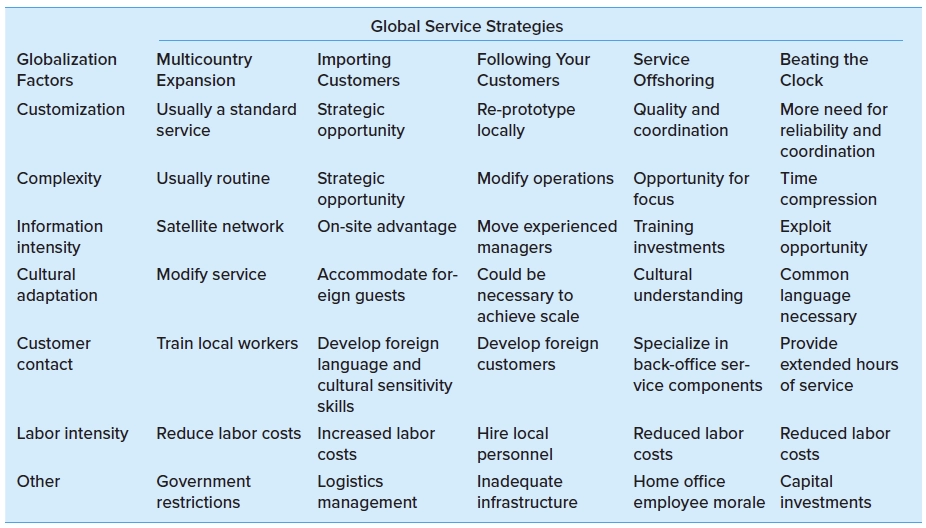 Global Service Strategies
Globalization Factors | Multicountry Expansion | Importing Customers | Following Your Customers | Service Offshoring | Beating the Clock
Customization | Usually a standard service | Strategic opportunity | Re-prototype locally | Quality and coordination | More need for reliability and coordination
Complexity | Usually routine | Strategic opportunity | Modify operations | Opportunity for focus | Time compression
Information intensity | Satellite network | On-site advantage | Move experienced managers | Training investments | Exploit opportunity
Cultural adaptation | Modify service | Accommodate for-eign guests | Could be necessary to achieve scale | Cultural understanding | Common language necessary
Customer contact | Train local workers | Develop foreign language and cultural sensitivity skills | Develop foreign customers | Specialize in back-office ser-vice components | Provide extended hours of service
Labor intensity | Reduce labor costs | Increased labor costs | Hire local personnel | Reduced labor costs | Reduced labor costs
Other | Government restrictions | Logistics management | Inadequate infrastructure | Home office employee morale | Capital investments